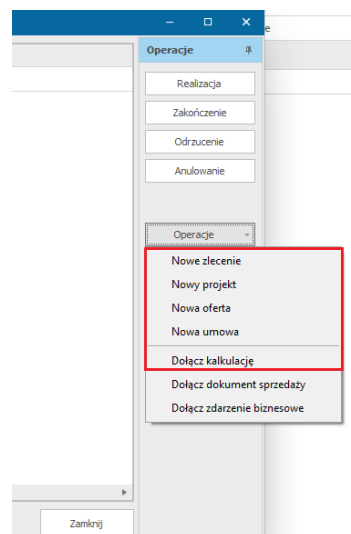 e
Operacje
Realizacja
Zakończenie
Odrzucenie
Anulowanie
Operacje
Nowe zlecenie
Nowy projekt
Nowa oferta
Nowa umowa
Dołącz kalkulację
Dołącz dokument sprzedaży
Dołącz zdarzenie biznesowe
Zamknij